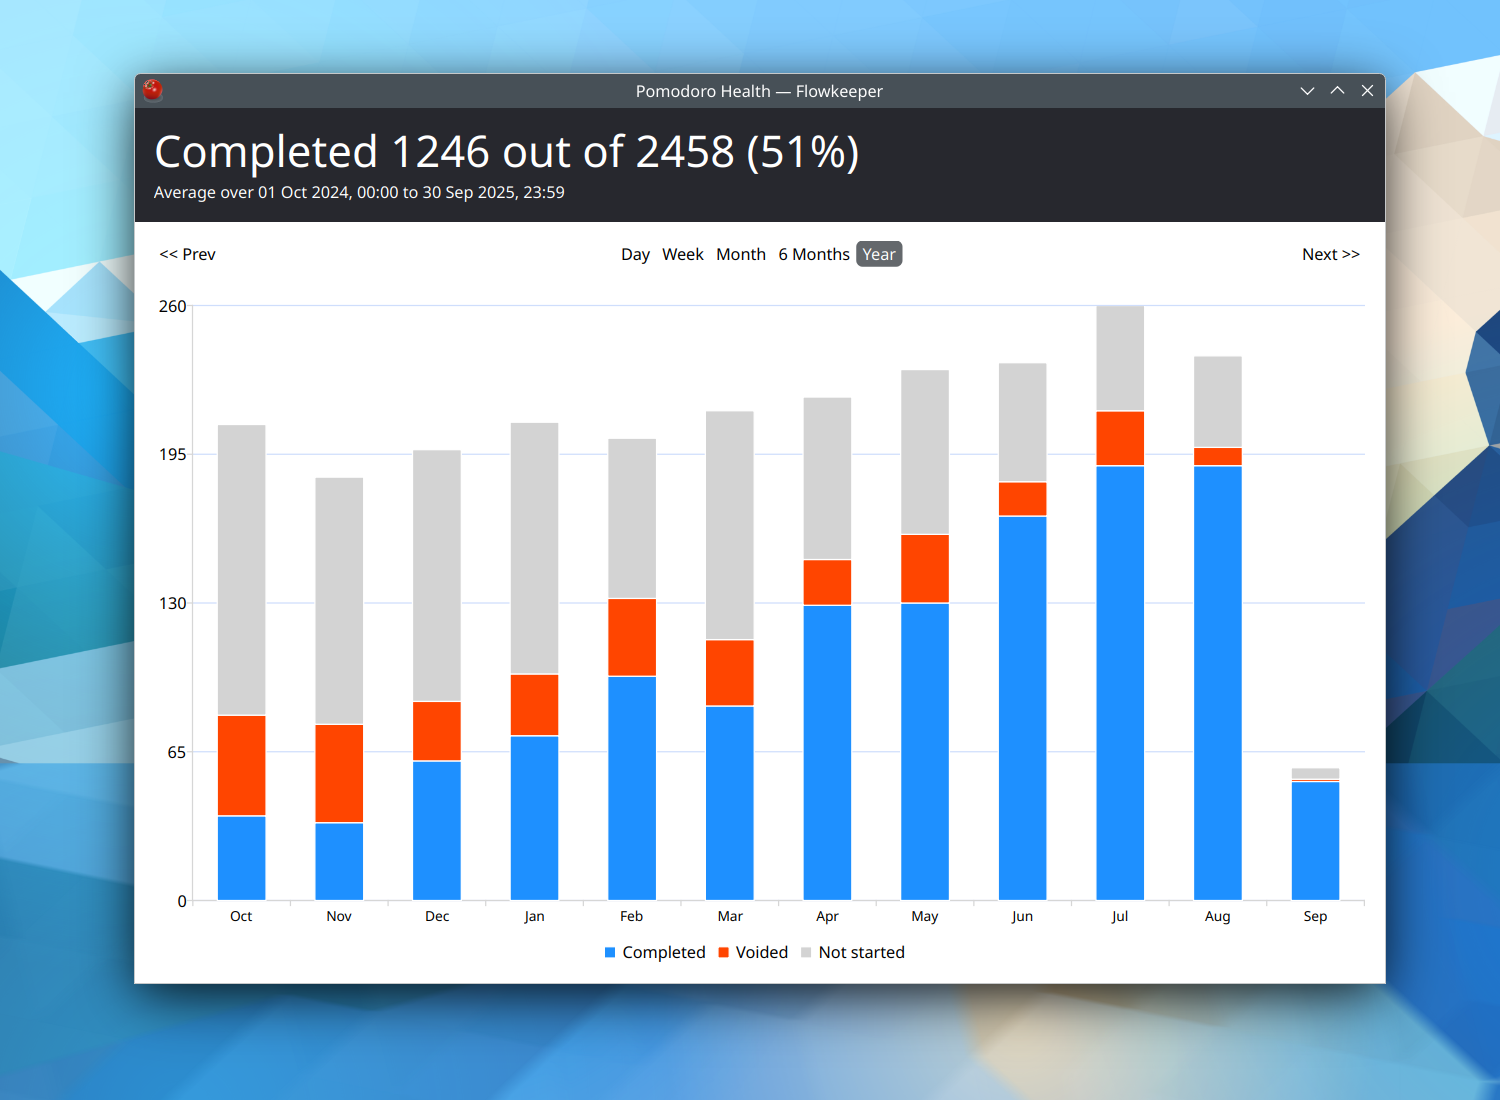 Pomodoro Health — Flowkeeper
Completed 1246 out of 2458 (51%)
Average over 01 Oct 2024, 00:00 to 30 Sep 2025, 23:59
<< Prev Day Week Month 6 Months Year Next >>
260
195
130
65
0
Oct Nov Dec Jan Feb Mar Apr May Jun Jul Aug Sep
Completed Voided Not started